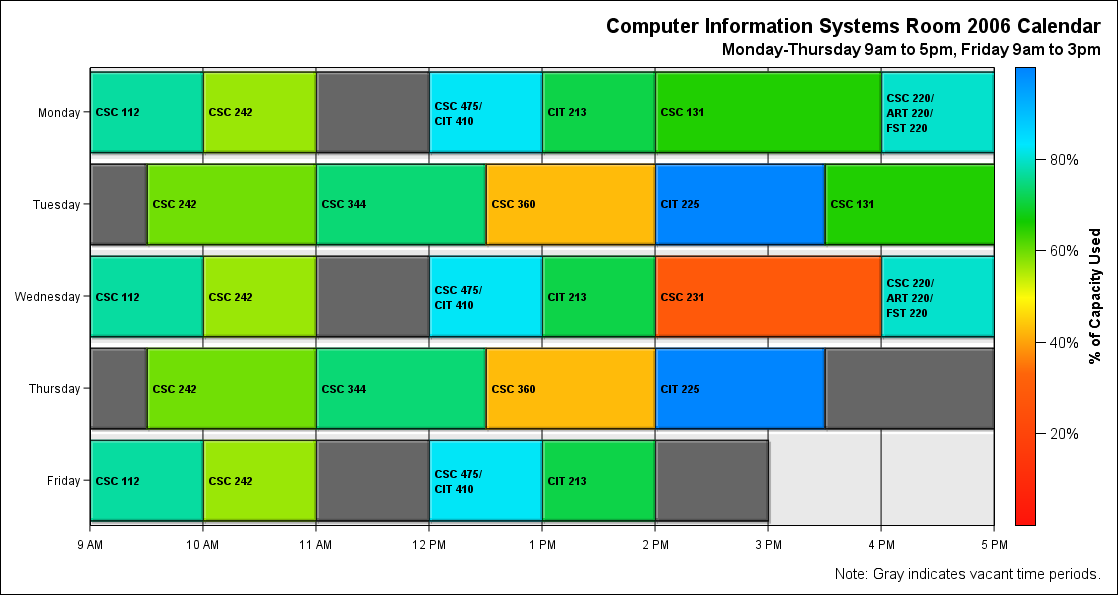 Computer Information Systems Room 2006 Calendar
Monday-Thursday 9am to 5pm, Friday 9am to 3pm
Monday
CSC 112
CSC 242
CSC 475/
CIT 410
CIT 213
CSC 131
CSC 220/
ART 220/
FST 220
Tuesday
CSC 242
CSC 344
CSC 360
CIT 225
CSC 131
Wednesday
CSC 112
CSC 242
CSC 475/
CIT 410
CIT 213
CSC 231
CSC 220/
ART 220/
FST 220
Thursday
CSC 242
CSC 344
CSC 360
CIT 225
Friday
CSC 112
CSC 242
CSC 475/
CIT 410
CIT 213
9 AM
10 AM
11 AM
12 PM
1 PM
2 PM
3 PM
4 PM
5 PM
80%
60%
40%
20%
% of Capacity Used
Note: Gray indicates vacant time periods.